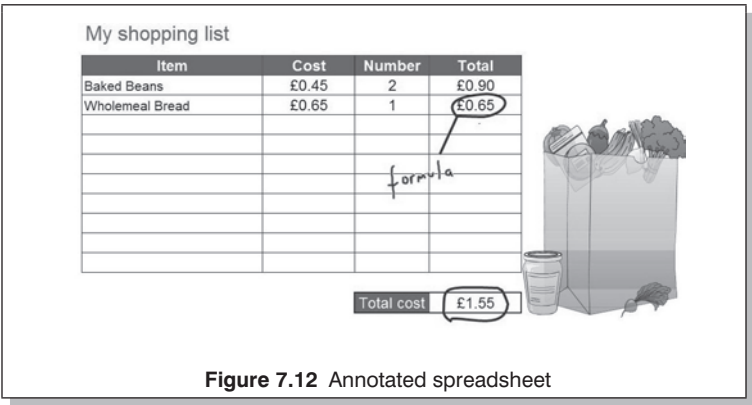 My shopping list
Item Cost Number Total
Baked Beans £0.45 2 £0.90
Wholemeal Bread £0.65 1 £0.65
formula
Total cost £1.55
Figure 7.12 Annotated spreadsheet